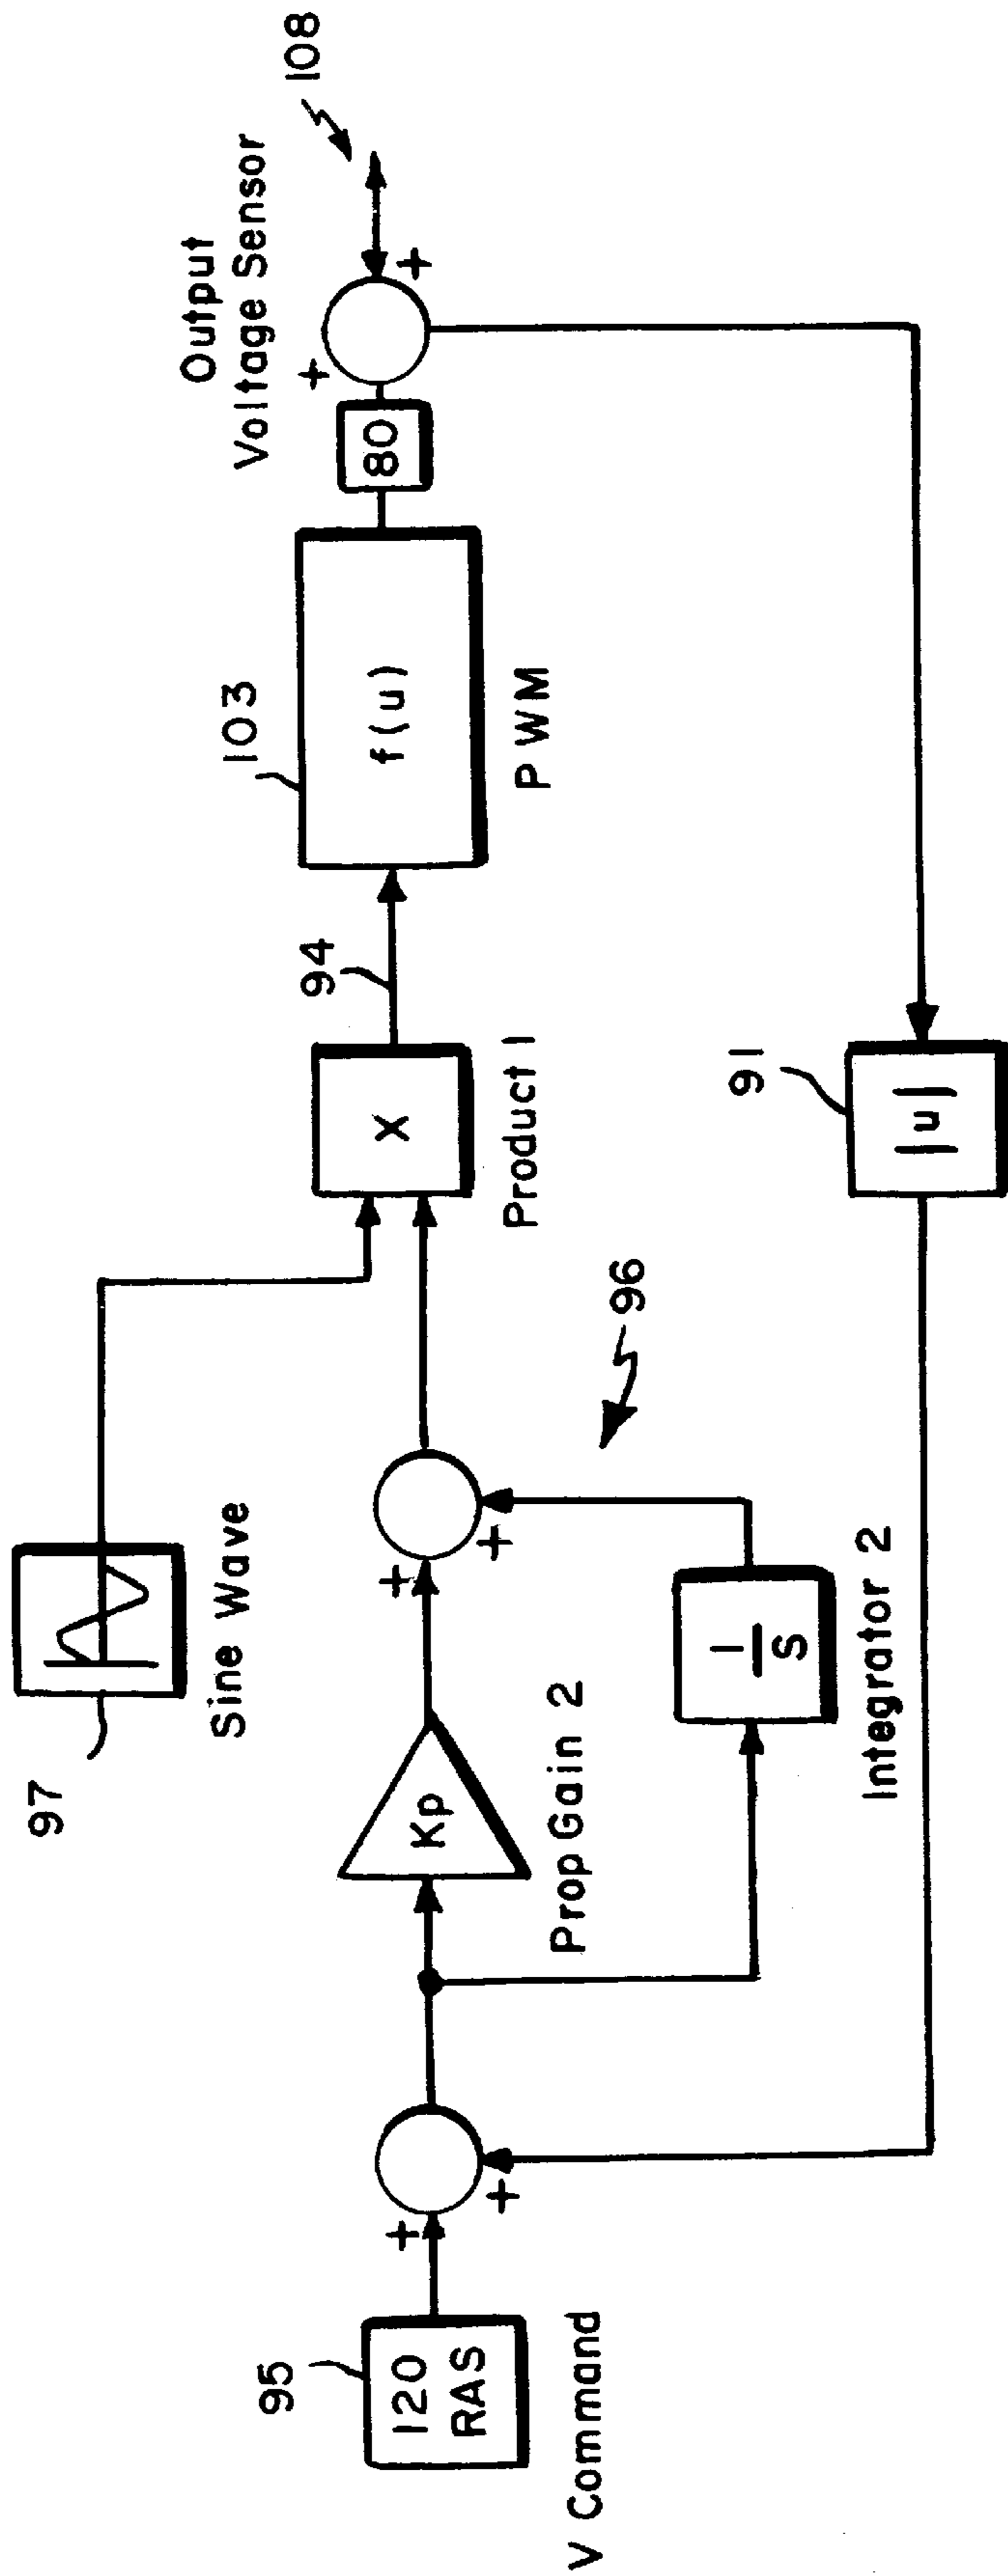 97
Sine Wave
95
120
RAS
V Command
+
+
Kp
Prop Gain 2
1
S
Integrator 2
+
+
96
X
Product 1
94
103
f(u)
PWM
80
Output
Voltage Sensor
+
+
108
91
|u|